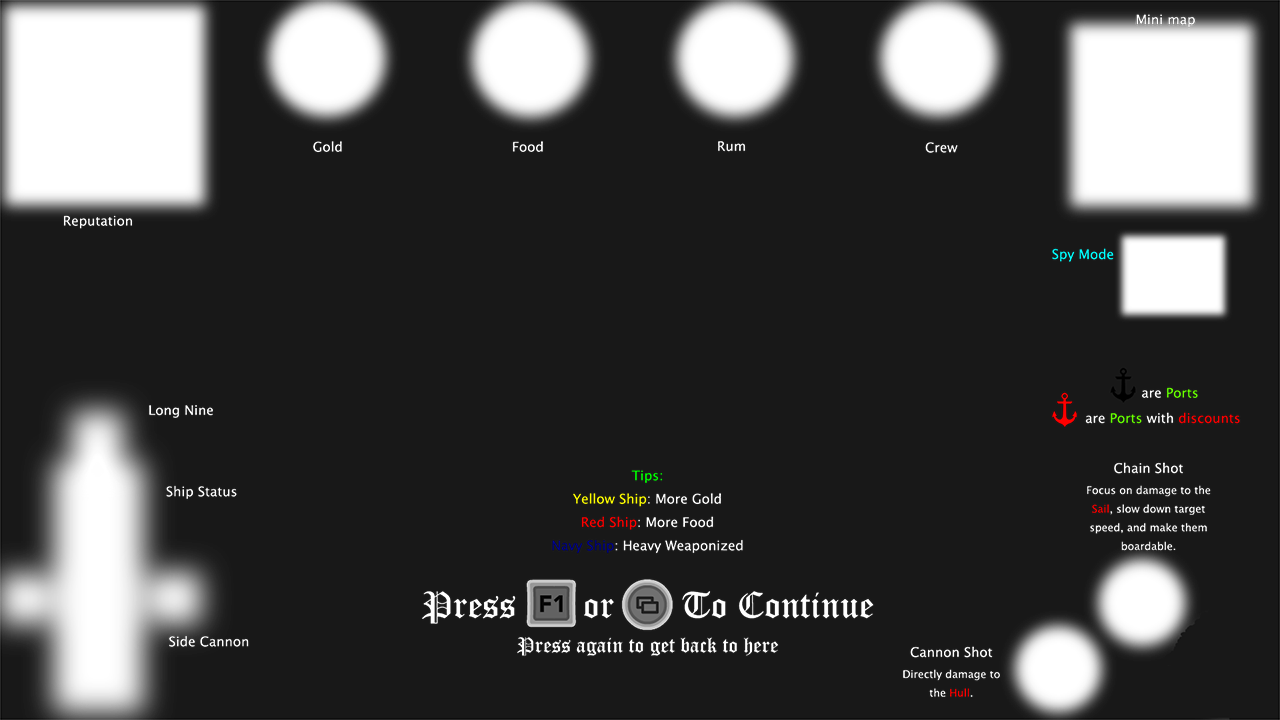 Mini map
Gold
Food
Rum
Crew
Reputation
Spy Mode
are Ports
are Ports with discounts
Long Nine
Ship Status
Side Cannon
Tips:
Yellow Ship: More Gold
Red Ship: More Food
Navy Ship: Heavy Weaponized
Press F1 or To Continue
Press again to get back to here
Chain Shot
Focus on damage to the
Sail, slow down target
speed, and make them
boardable.
Cannon Shot
Directly damage to
the Hull.